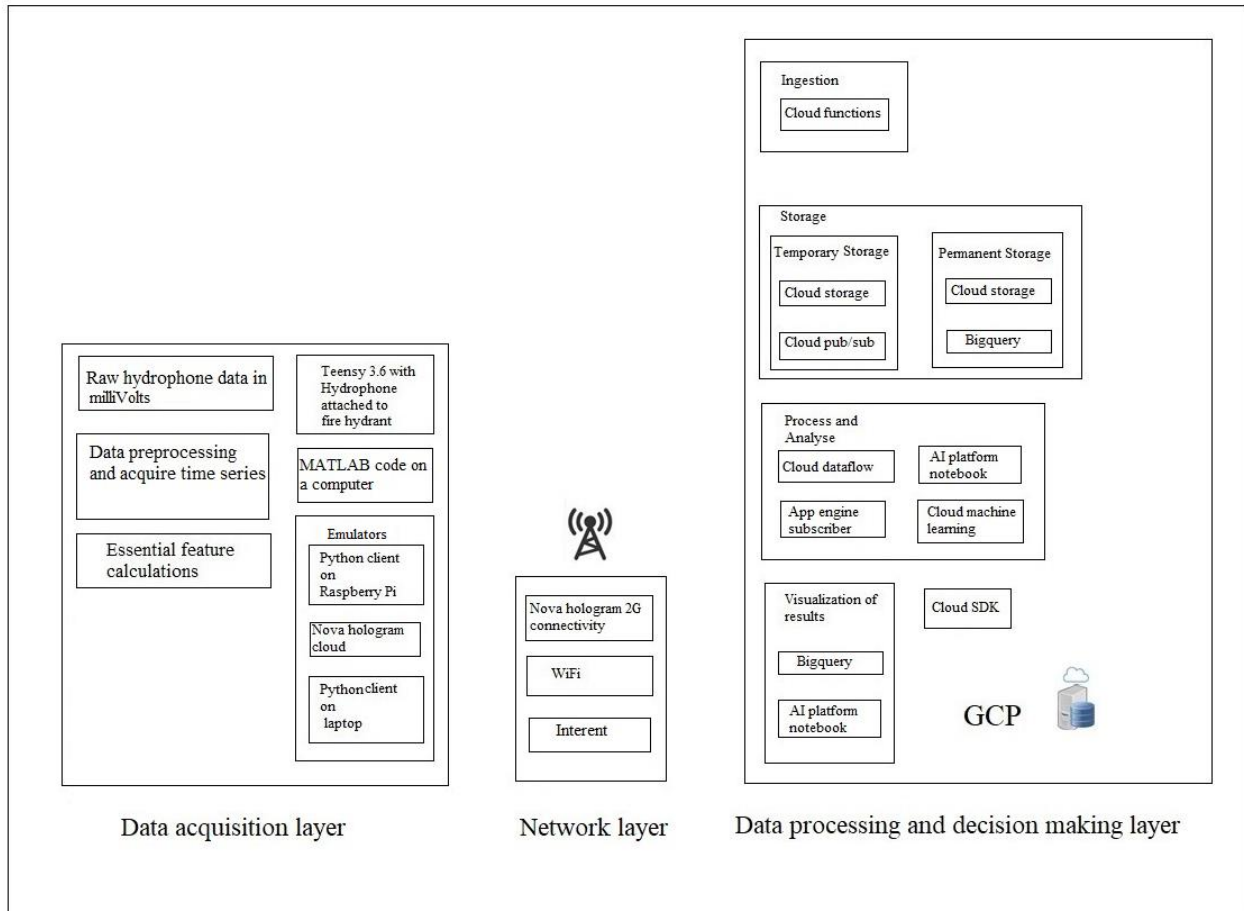 Raw hydrophone data in
milliVolts
Data preprocessing
and acquire time series
Essential feature
calculations
Teensy 3.6 with
Hydrophone
attached to
fire hydrant
MATLAB code on
a computer
Emulators
Python client
on
Raspberry Pi
Nova hologram
cloud
Python client
on
laptop
Data acquisition layer
Nova hologram 2G
connectivity
WiFi
Interent
Network layer
Ingestion
Cloud functions
Storage
Temporary Storage
Cloud storage
Cloud pub/sub
Permanent Storage
Cloud storage
Bigquery
Process and
Analyse
Cloud dataflow
AI platform
notebook
App engine
subscriber
Cloud machine
learning
Visualization of
results
Bigquery
AI platform
notebook
Cloud SDK
GCP
Data processing and decision making layer